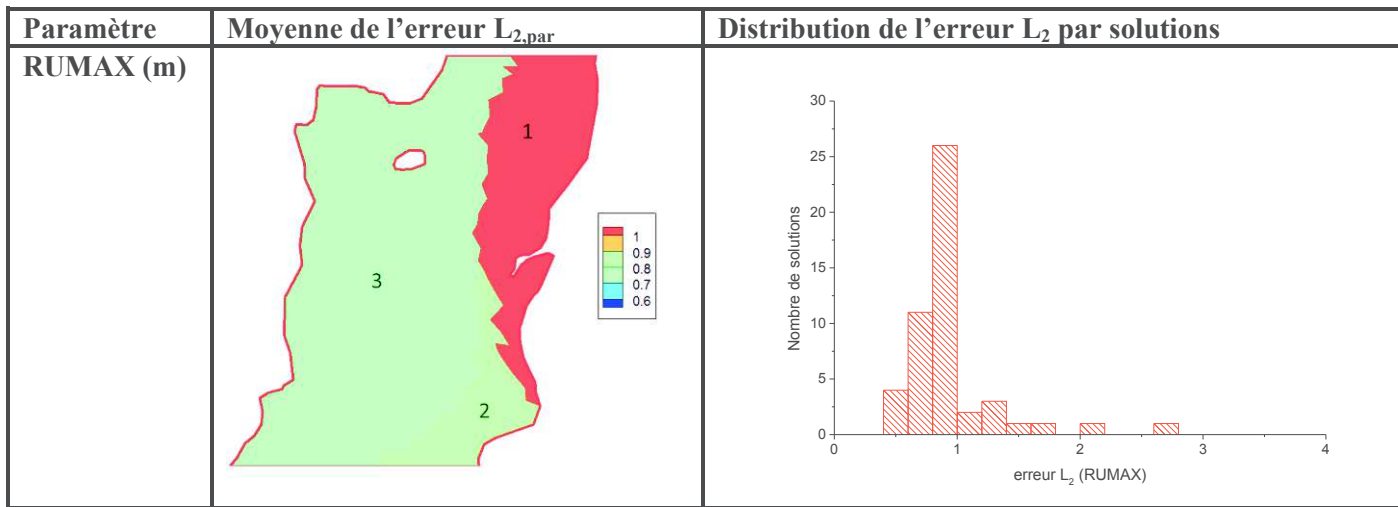 Paramètre
Moyenne de l'erreur L2,par
Distribution de l'erreur L2 par solutions
RUMAX (m)
1
3
2
1
0.9
0.8
0.7
0.6
Nombre de solutions
30
25
20
15
10
5
0
0 1 2 3 4
erreur L2 (RUMAX)